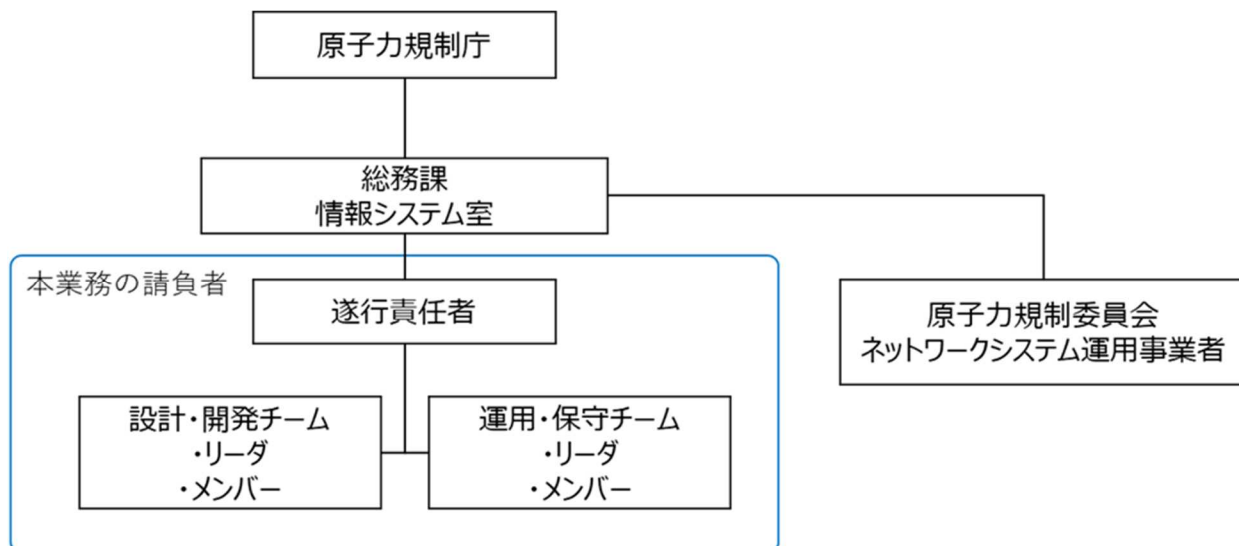 原子力規制庁
総務課
情報システム室
本業務の請負者
遂行責任者
原子力規制委員会
ネットワークシステム運用事業者
設計・開発チーム
・リーダ
・メンバー
運用・保守チーム
・リーダ
・メンバー